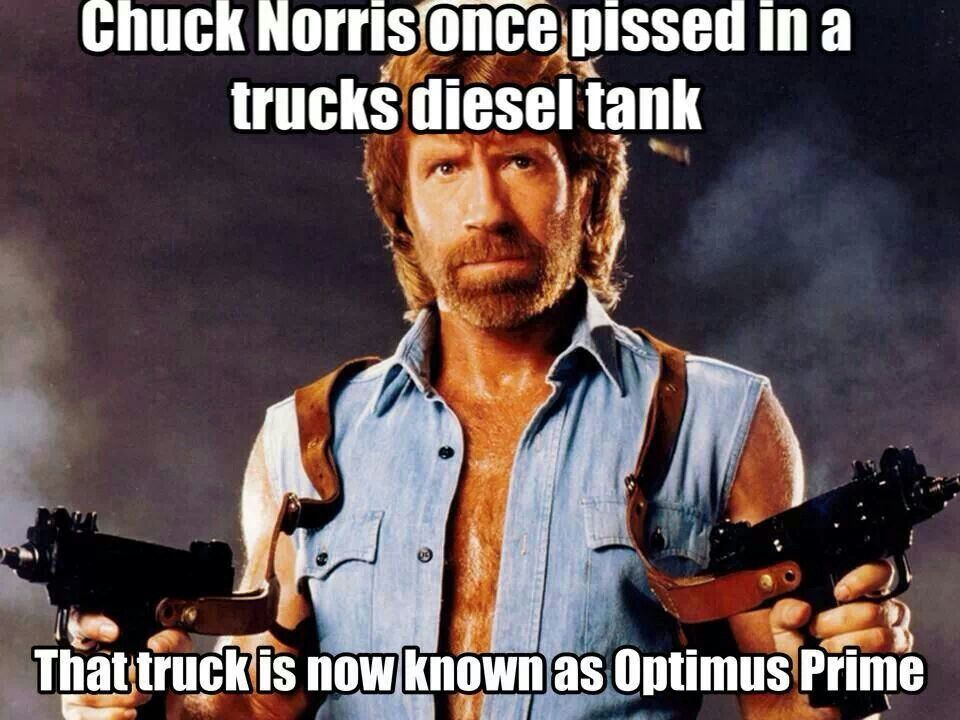 Chuck Norris once pissed in a
trucks diesel tank
That truck is now known as Optimus Prime